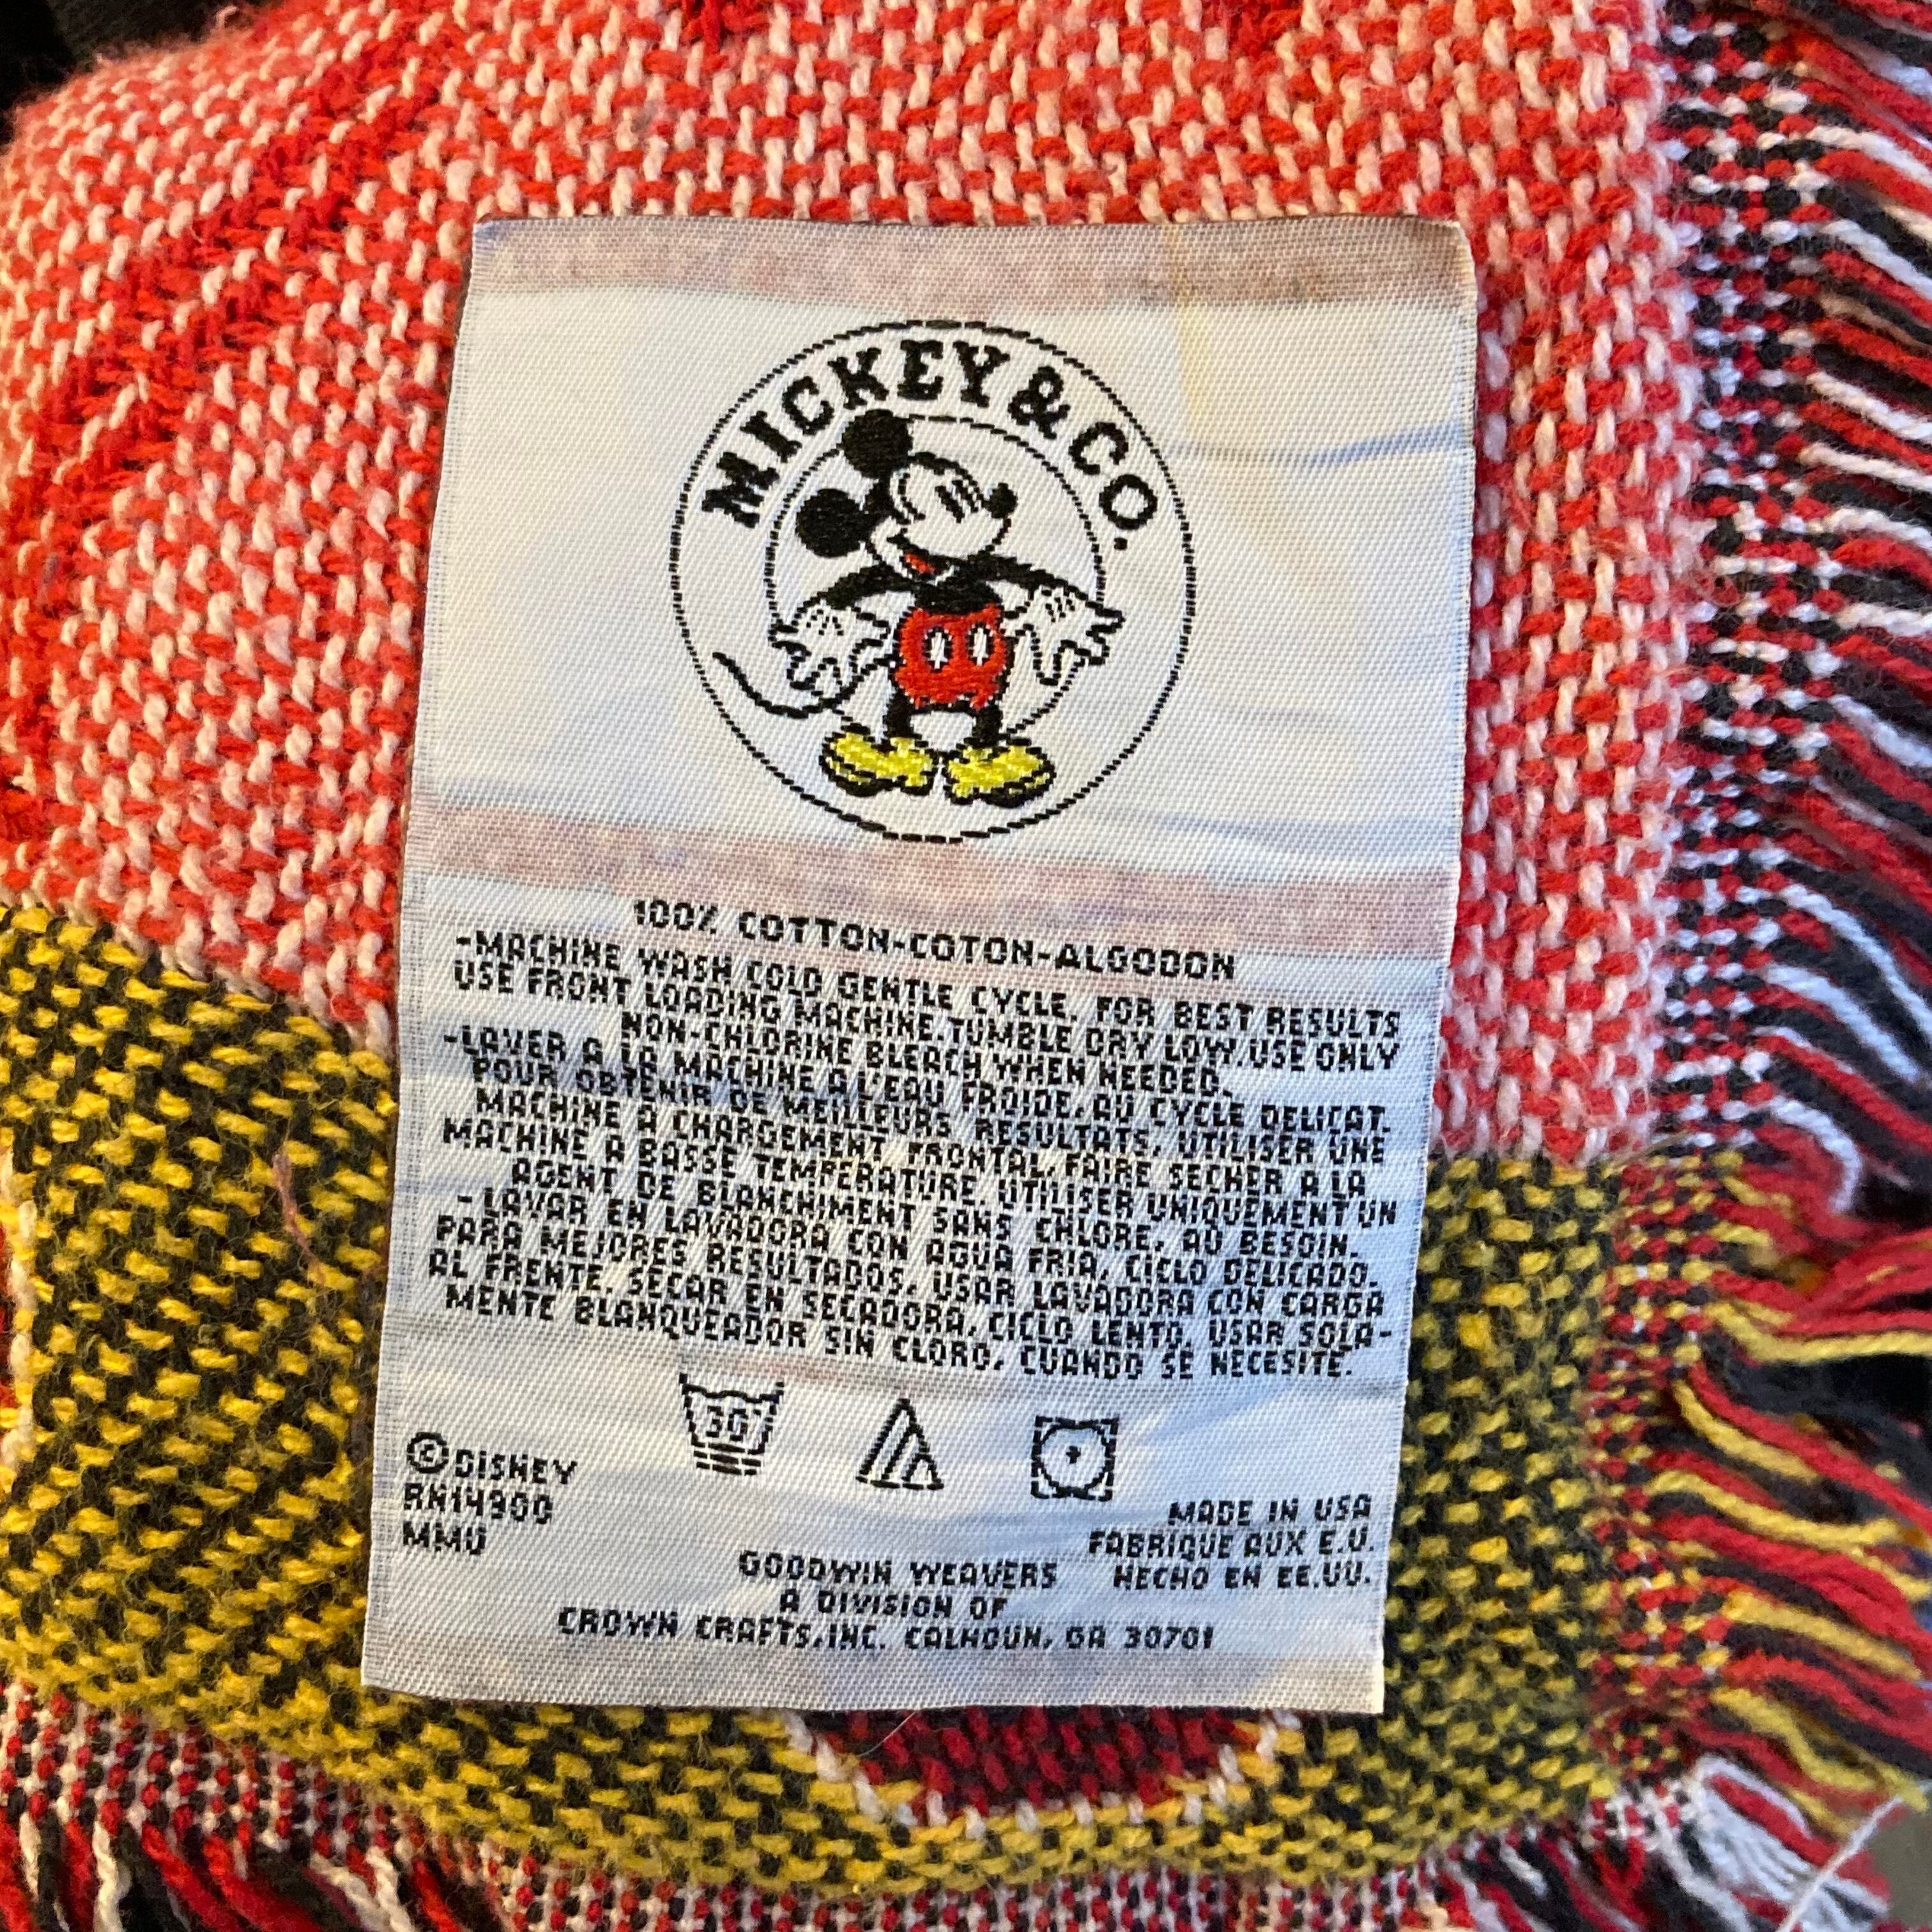 MICKEY & CO.
100% COTTON-COTON-ALGODON
-MACHINE WASH COLD GENTLE CYCLE. FOR BEST RESULTS
USE FRONT LOADING MACHINE.TUMBLE DRY LOW.USE ONLY
NON-CHLORINE BLEACH WHEN NEEDED.
-LAVER A LA MACHINE A L'EAU FROIDE,AU CYCLE DELICAT.
POUR OBTENIR DE MEILLEURS RESULTATS, UTILISER UNE
MACHINE A CHARGEMENT FRONTAL.FAIRE SECHER A LA
MACHINE A BASSE TEMPERATURE.UTILISER UNIQUEMENT UN
AGENT DE BLANCHIMENT SANS CHLORE, AU BESOIN.
-LAVAR EN LAVADORA CON AGUA FRIA, CICLO DELICADO.
PARA MEJORES RESULTADOS, USAR LAVADORA CON CARGA
AL FRENTE. SECAR EN SECADORA, CICLO LENTO. USAR SOLA-
MENTE BLANQUEADOR SIN CLORO, CUANDO SE NECESITE.
30
©DISNEY
RN14900
MMU
MADE IN USA
FABRIQUE AUX E.U.
HECHO EN EE.UU.
GOODWIN WEAVERS
A DIVISION OF
CROWN CRAFTS,INC. CALHOUN, GA 30701